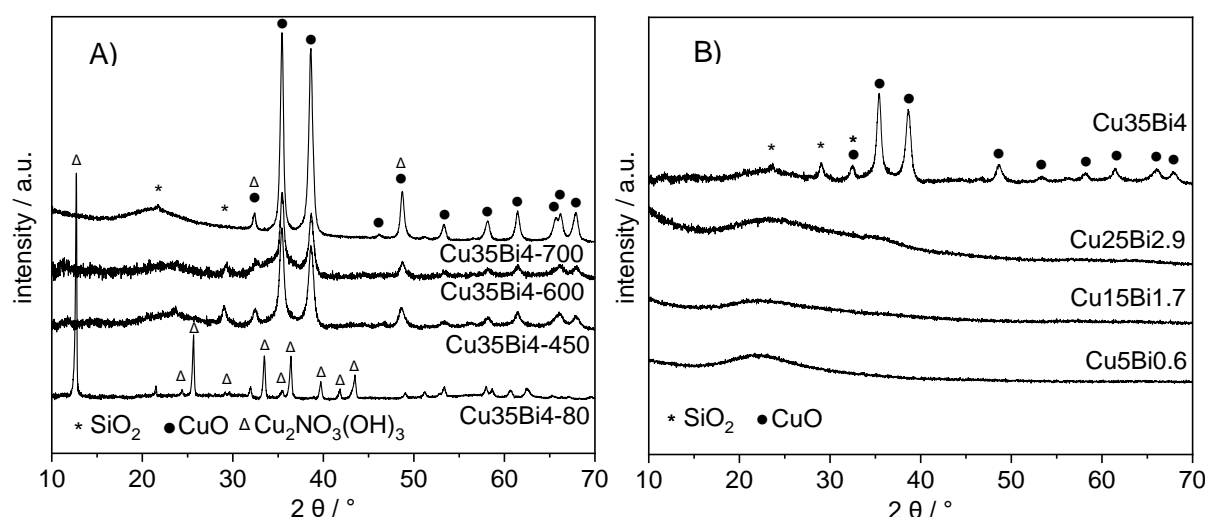 A)
Cu35Bi4-700
Cu35Bi4-600
Cu35Bi4-450
Cu35Bi4-80
* SiO₂ ●CuO Δ Cu₂NO₃(OH)₃
10 20 30 40 50 60 70
2 θ / °
intensity / a.u.
B)
Cu35Bi4
Cu25Bi2.9
Cu15Bi1.7
Cu5Bi0.6
* SiO₂ ● CuO
10 20 30 40 50 60 70
2 θ / °
intensity / a.u.